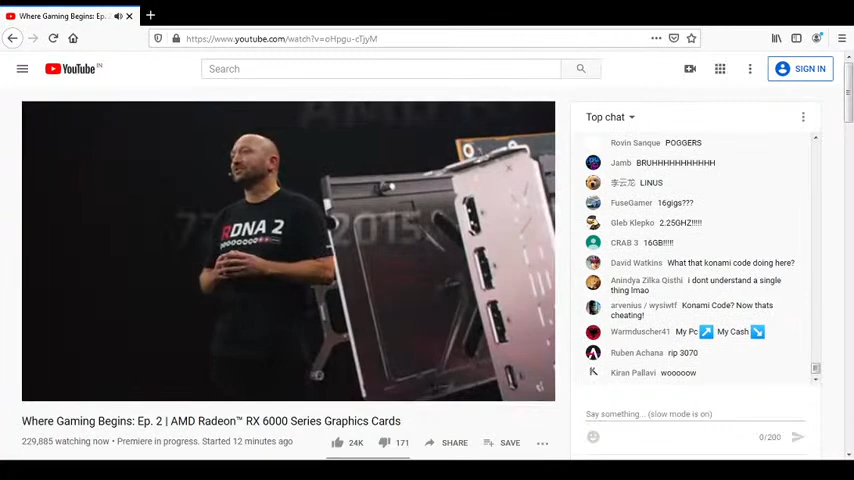 Where Gaming Begins: Ep. 2
https://www.youtube.com/watch?v=oHpgu-cTjyM
YouTube IN
Search
SIGN IN
RDNA 2
2015
Top chat
Rovin Sanque POGGERS
Jamb BRUHHHHHHHHHHH
李云龙 LINUS
FuseGamer 16gigs???
Gleb Klepko 2.25GHZ!!!!!
CRAB 3 16GB!!!!!
David Watkins What that konami code doing here?
Anindya Zilka Qisthi i dont understand a single
thing lmao
arvenius / wysiwtf Konami Code? Now thats
cheating!
Warmduscher41 My Pc↗ My Cash↘
Ruben Achana rip 3070
Kiran Pallavi wooooow
Say something... (slow mode is on)
0/200
Where Gaming Begins: Ep. 2 | AMD Radeon™ RX 6000 Series Graphics Cards
229,885 watching now • Premiere in progress. Started 12 minutes ago
24K
171
SHARE
SAVE